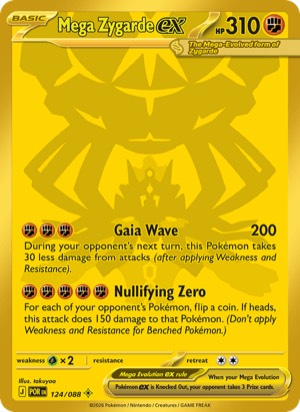 BASIC
Mega Zygarde ex
HP 310
The Mega-Evolved form of
Zygarde
Gaia Wave 200
During your opponent's next turn, this Pokémon takes
30 less damage from attacks (after applying Weakness and
Resistance).
Nullifying Zero
For each of your opponent's Pokémon, flip a coin. If heads,
this attack does 150 damage to that Pokémon. (Don't apply
Weakness and Resistance for Benched Pokémon.)
weakness ×2 resistance retreat
Mega Evolution ex rule
When your Mega Evolution
Pokémon ex is Knocked Out, your opponent takes 3 Prize cards.
Illus. takuyoa
J POR EN 124/088
©2026 Pokémon / Nintendo / Creatures / GAME FREAK